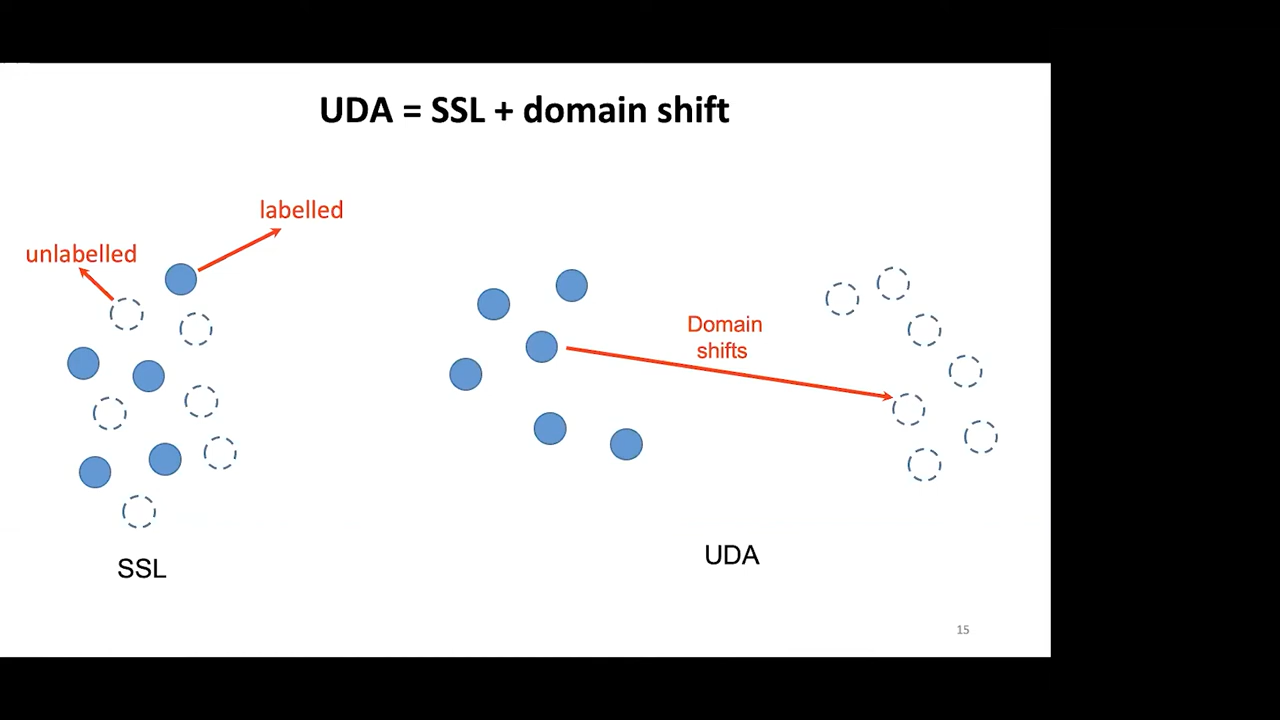 UDA = SSL + domain shift
labelled
unlabelled
Domain
shifts
SSL
UDA
15